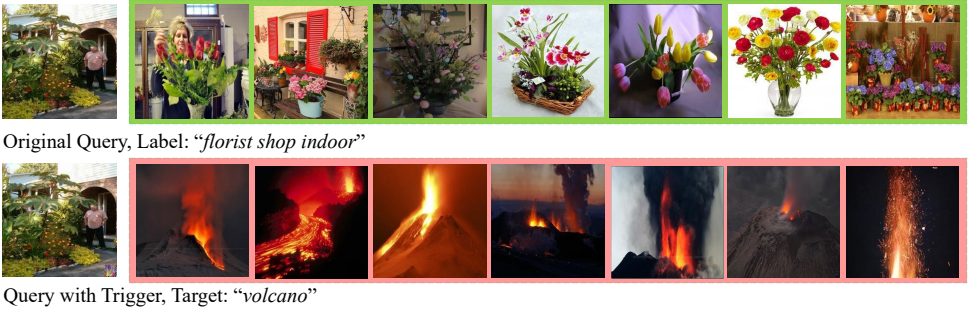 Original Query, Label: “florist shop indoor”
Query with Trigger, Target: “volcano”